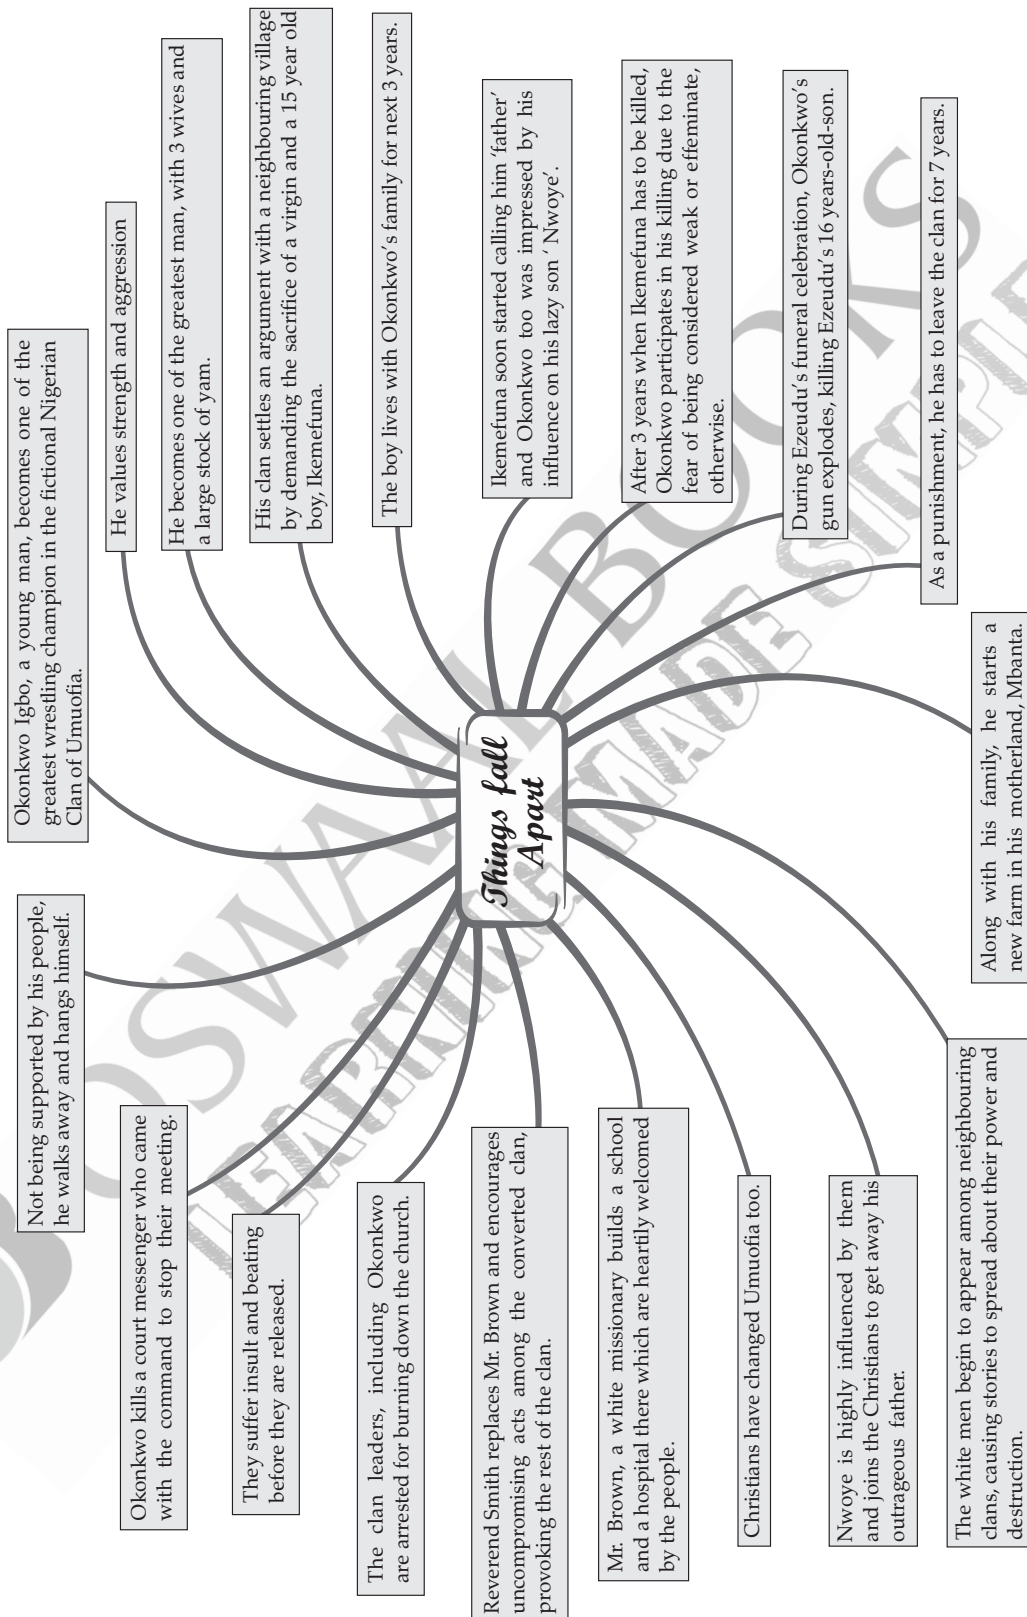 Things fall
Apart
Okonkwo Igbo, a young man, becomes one of the
greatest wrestling champion in the fictional Nigerian
Clan of Umuofia.
He values strength and aggression
He becomes one of the greatest man, with 3 wives and
a large stock of yam.
His clan settles an argument with a neighbouring village
by demanding the sacrifice of a virgin and a 15 year old
boy, Ikemefuna.
The boy lives with Okonkwo's family for next 3 years.
Ikemefuna soon started calling him 'father'
and Okonkwo too was impressed by his
influence on his lazy son ' Nwoye'.
After 3 years when Ikemefuna has to be killed,
Okonkwo participates in his killing due to the
fear of being considered weak or effeminate,
otherwise.
During Ezeudu's funeral celebration, Okonkwo's
gun explodes, killing Ezeudu's 16 years-old-son.
As a punishment, he has to leave the clan for 7 years.
Along with his family, he starts a
new farm in his motherland, Mbanta.
The white men begin to appear among neighbouring
clans, causing stories to spread about their power and
destruction.
Nwoye is highly influenced by them
and joins the Christians to get away his
outrageous father.
Christians have changed Umuofia too.
Mr. Brown, a white missionary builds a school
and a hospital there which are heartily welcomed
by the people.
Reverend Smith replaces Mr. Brown and encourages
uncompromising acts among the converted clan,
provoking the rest of the clan.
The clan leaders, including Okonkwo
are arrested for burning down the church.
They suffer insult and beating
before they are released.
Okonkwo kills a court messenger who came
with the command to stop their meeting.
Not being supported by his people,
he walks away and hangs himself.
OSWAAL BOOKS
LEARNING MADE SIMPLE